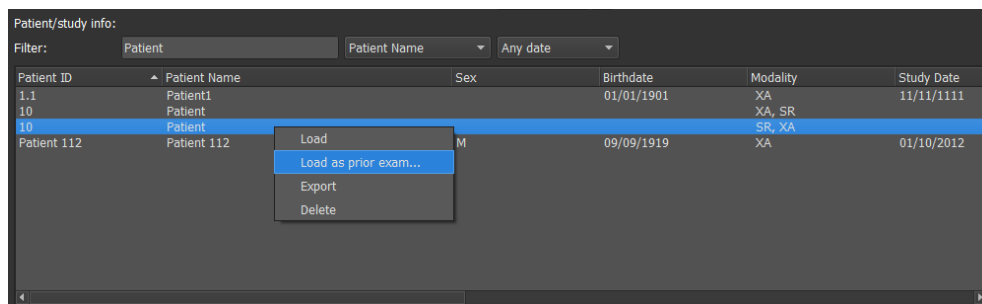 Patient/study info:
Filter: Patient Patient Name Any date
Patient ID Patient Name Sex Birthdate Modality Study Date
1.1 Patient1 01/01/1901 XA 11/11/1111
10 Patient XA, SR
10 Patient SR, XA
Patient 112 Patient 112 M 09/09/1919 XA 01/10/2012
Load
Load as prior exam...
Export
Delete